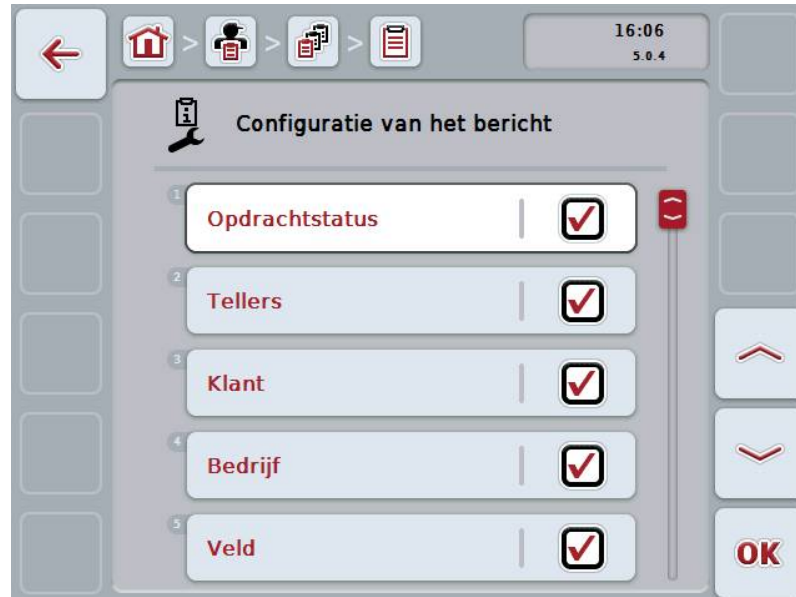 16:06
5.0.4
Configuratie van het bericht
1
Opdrachtstatus
2
Tellers
3
Klant
4
Bedrijf
5
Veld
OK